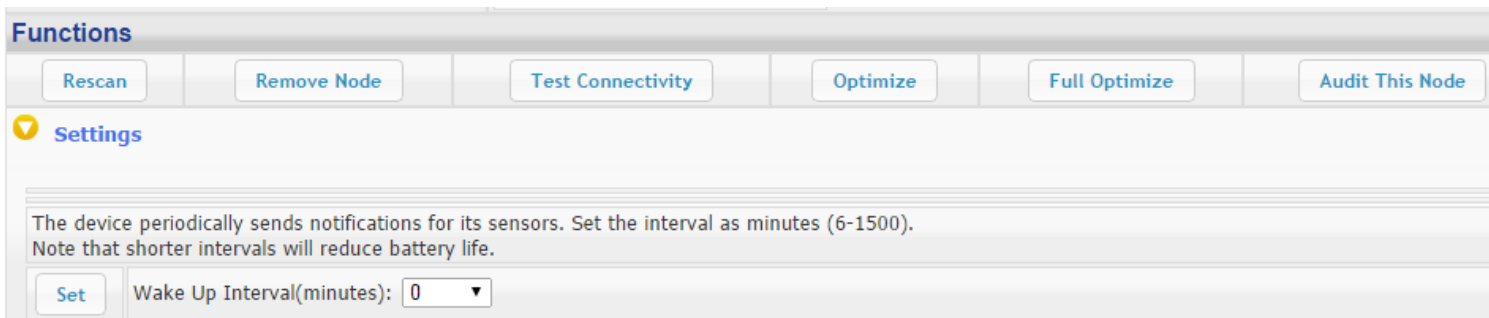 Functions
Rescan Remove Node Test Connectivity Optimize Full Optimize Audit This Node
Settings
The device periodically sends notifications for its sensors. Set the interval as minutes (6-1500).
Note that shorter intervals will reduce battery life.
Set Wake Up Interval(minutes): 0